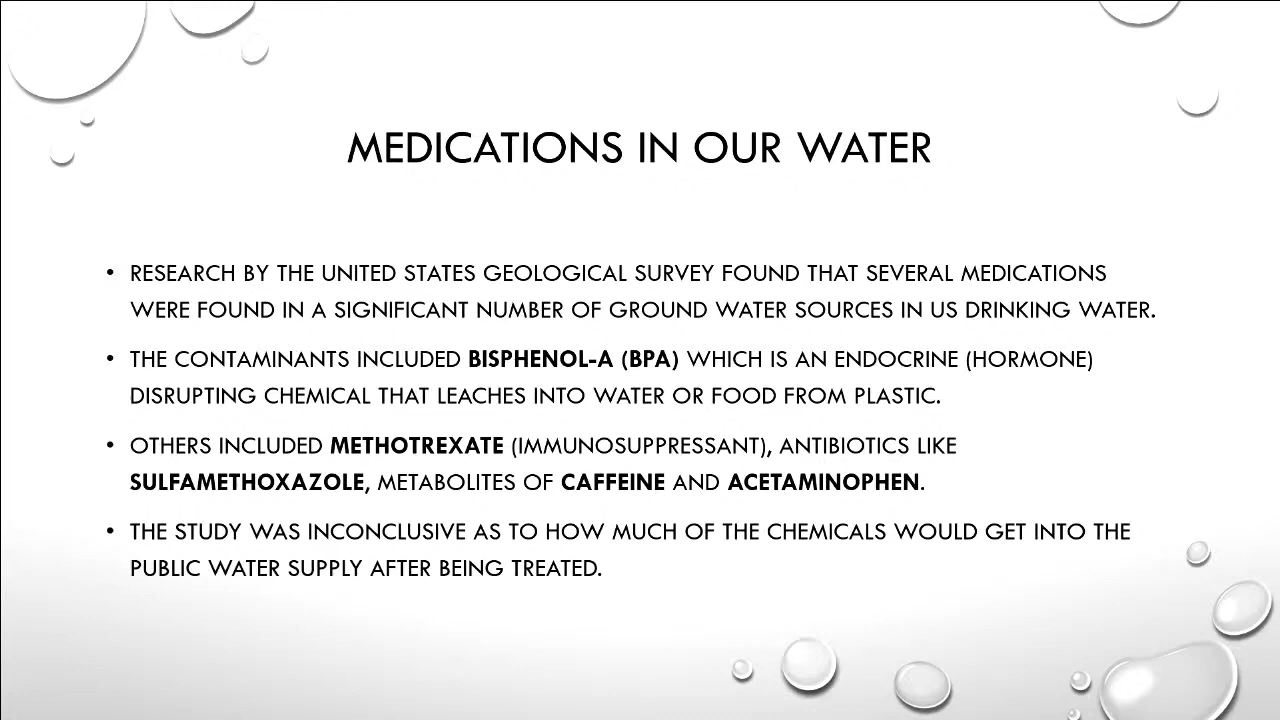 MEDICATIONS IN OUR WATER
• RESEARCH BY THE UNITED STATES GEOLOGICAL SURVEY FOUND THAT SEVERAL MEDICATIONS
WERE FOUND IN A SIGNIFICANT NUMBER OF GROUND WATER SOURCES IN US DRINKING WATER.
• THE CONTAMINANTS INCLUDED BISPHENOL-A (BPA) WHICH IS AN ENDOCRINE (HORMONE)
DISRUPTING CHEMICAL THAT LEACHES INTO WATER OR FOOD FROM PLASTIC.
• OTHERS INCLUDED METHOTREXATE (IMMUNOSUPPRESSANT), ANTIBIOTICS LIKE
SULFAMETHOXAZOLE, METABOLITES OF CAFFEINE AND ACETAMINOPHEN.
• THE STUDY WAS INCONCLUSIVE AS TO HOW MUCH OF THE CHEMICALS WOULD GET INTO THE
PUBLIC WATER SUPPLY AFTER BEING TREATED.